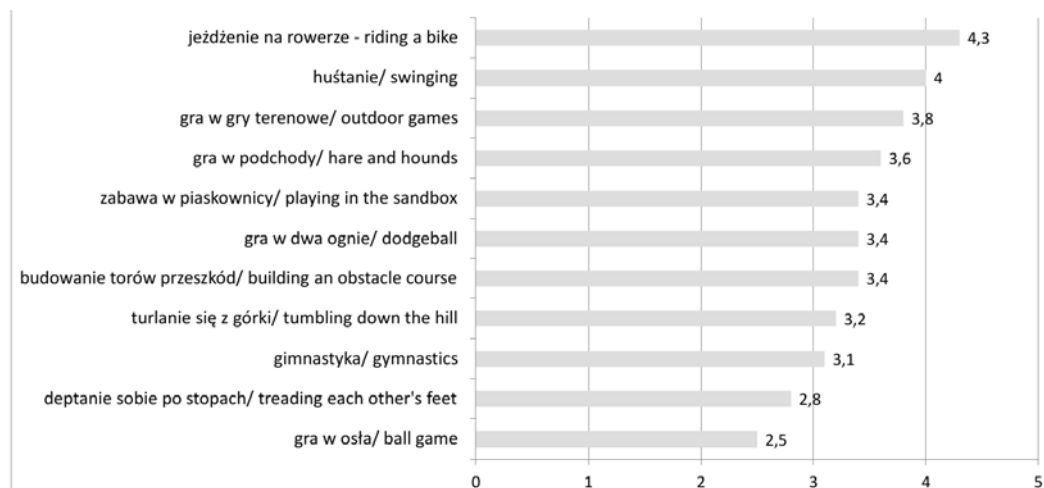 jeżdżenie na rowerze - riding a bike 4,3
huśtanie/ swinging 4
gra w gry terenowe/ outdoor games 3,8
gra w podchody/ hare and hounds 3,6
zabawa w piaskownicy/ playing in the sandbox 3,4
gra w dwa ognie/ dodgeball 3,4
budowanie torów przeszkód/ building an obstacle course 3,4
turlanie się z górki/ tumbling down the hill 3,2
gimnastyka/ gymnastics 3,1
deptanie sobie po stopach/ treading each other's feet 2,8
gra w osła/ ball game 2,5
0 1 2 3 4 5